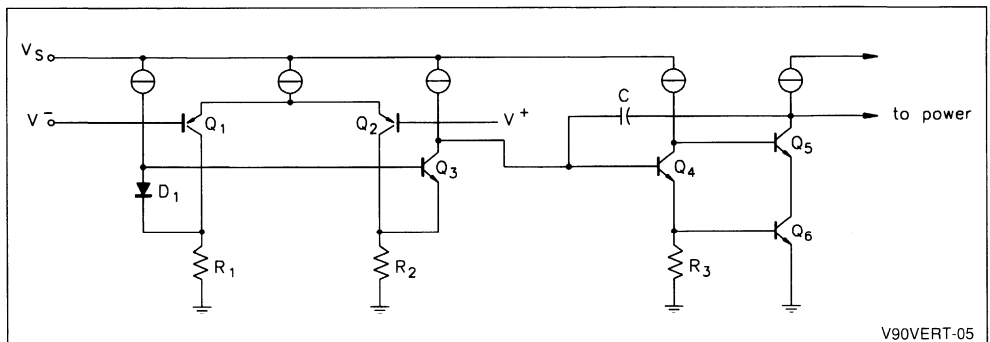 Vs
V-
Q1
Q2
V+
C
to power
Q3
Q4
Q5
D1
Q6
R1
R2
R3
V90VERT-05